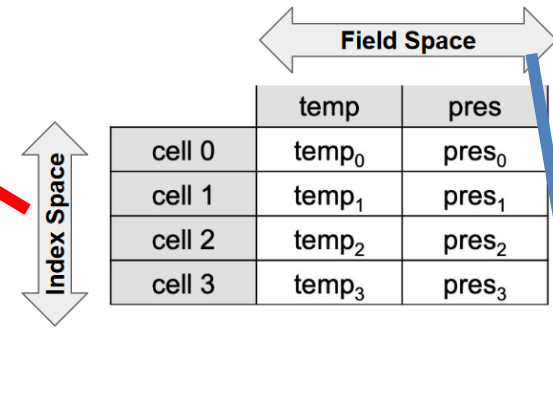 Field Space
temp pres
Index Space
cell 0 temp₀ pres₀
cell 1 temp₁ pres₁
cell 2 temp₂ pres₂
cell 3 temp₃ pres₃